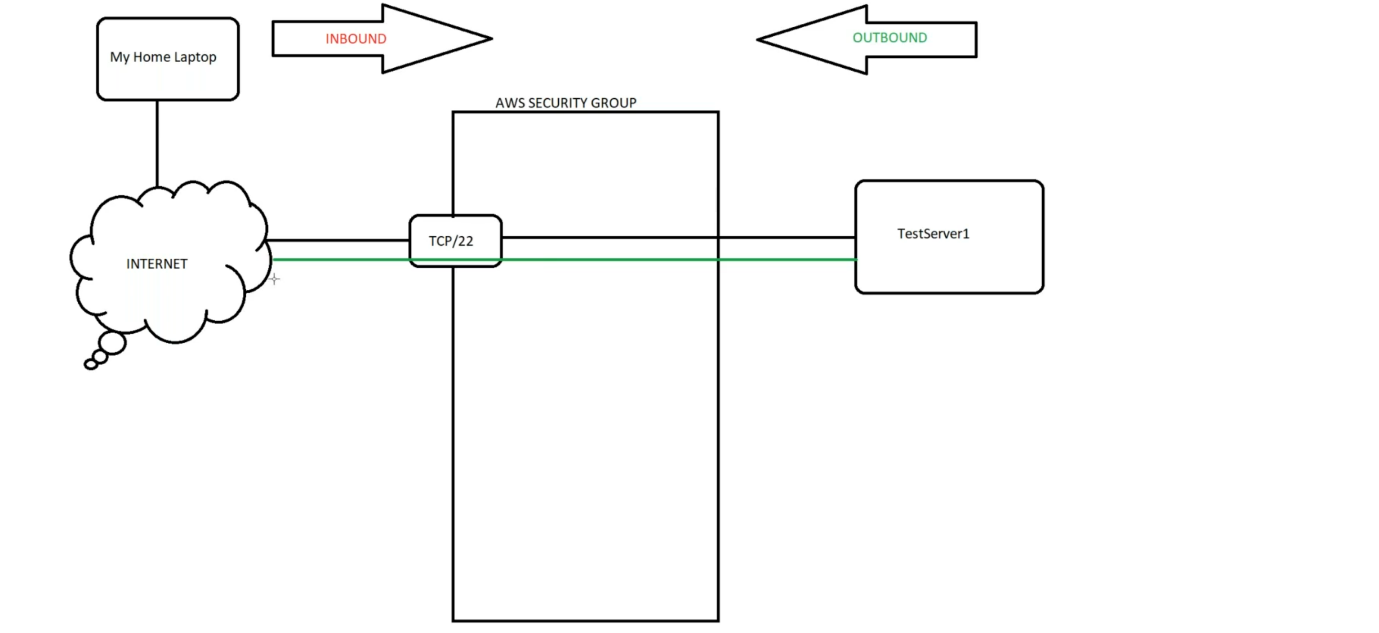 INBOUND
OUTBOUND
My Home Laptop
AWS SECURITY GROUP
TCP/22
TestServer1
INTERNET